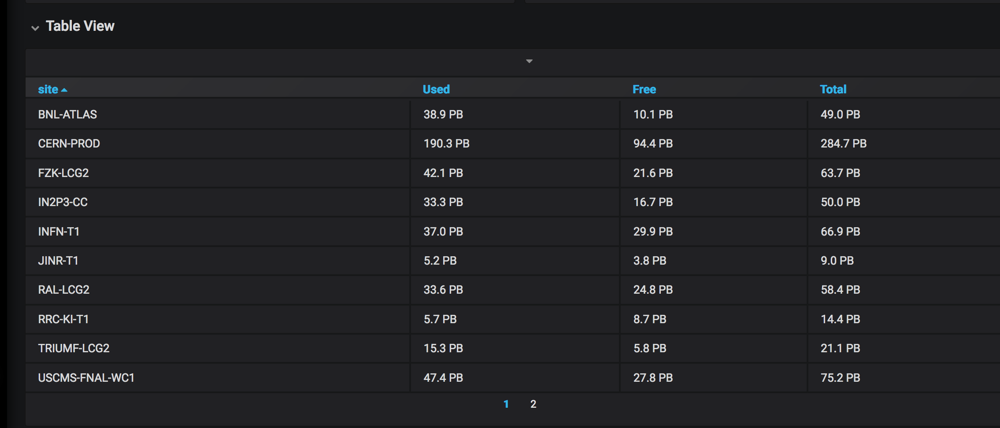 Table View
site Used Free Total
BNL-ATLAS 38.9 PB 10.1 PB 49.0 PB
CERN-PROD 190.3 PB 94.4 PB 284.7 PB
FZK-LCG2 42.1 PB 21.6 PB 63.7 PB
IN2P3-CC 33.3 PB 16.7 PB 50.0 PB
INFN-T1 37.0 PB 29.9 PB 66.9 PB
JINR-T1 5.2 PB 3.8 PB 9.0 PB
RAL-LCG2 33.6 PB 24.8 PB 58.4 PB
RRC-KI-T1 5.7 PB 8.7 PB 14.4 PB
TRIUMF-LCG2 15.3 PB 5.8 PB 21.1 PB
USCMS-FNAL-WC1 47.4 PB 27.8 PB 75.2 PB
1 2